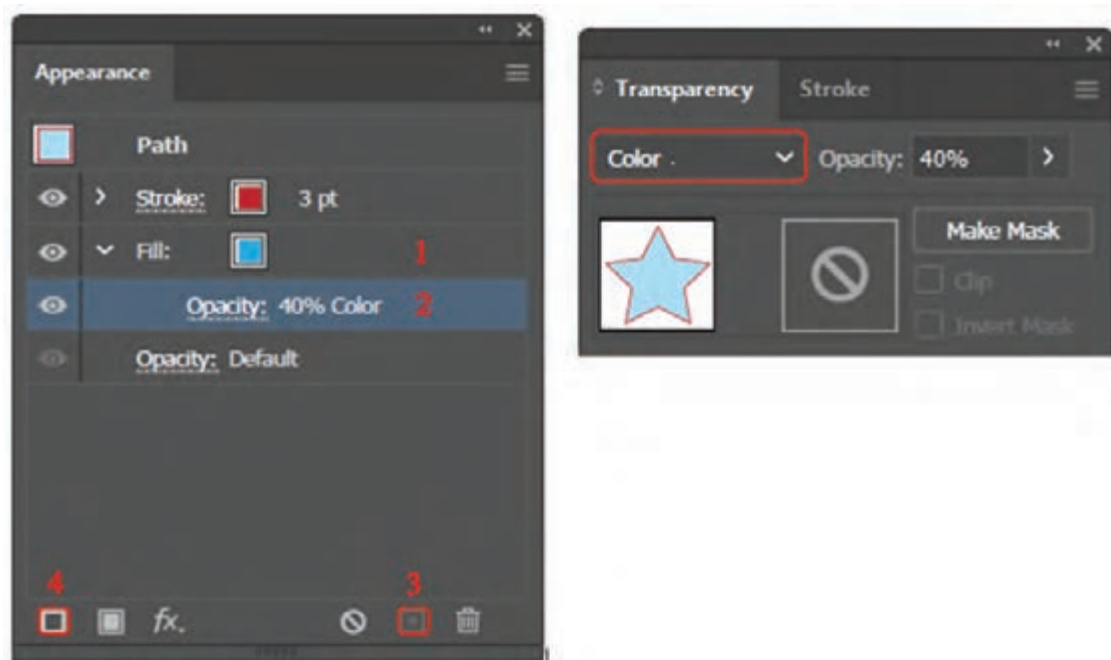 Appearance
Path
Stroke: 3 pt
Fill: 1
Opacity: 40% Color 2
Opacity: Default
4 3
fx.
Transparency Stroke
Color Opacity: 40%
Make Mask
Clip
Invert Mask